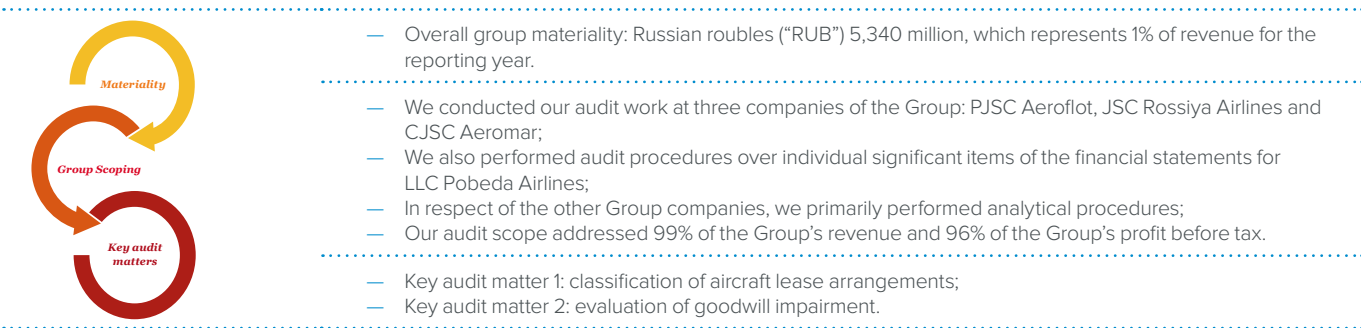 Materiality
— Overall group materiality: Russian roubles (“RUB”) 5,340 million, which represents 1% of revenue for the
reporting year.
Group Scoping
— We conducted our audit work at three companies of the Group: PJSC Aeroflot, JSC Rossiya Airlines and
CJSC Aeromar;
— We also performed audit procedures over individual significant items of the financial statements for
LLC Pobeda Airlines;
— In respect of the other Group companies, we primarily performed analytical procedures;
— Our audit scope addressed 99% of the Group’s revenue and 96% of the Group’s profit before tax.
Key audit
matters
— Key audit matter 1: classification of aircraft lease arrangements;
— Key audit matter 2: evaluation of goodwill impairment.